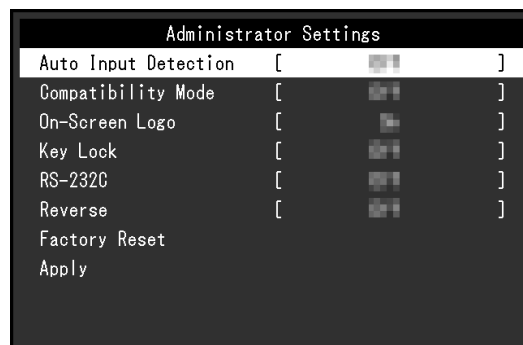 Administrator Settings
Auto Input Detection [ ]
Compatibility Mode [ ]
On-Screen Logo [ ]
Key Lock [ ]
RS-232C [ ]
Reverse [ ]
Factory Reset
Apply